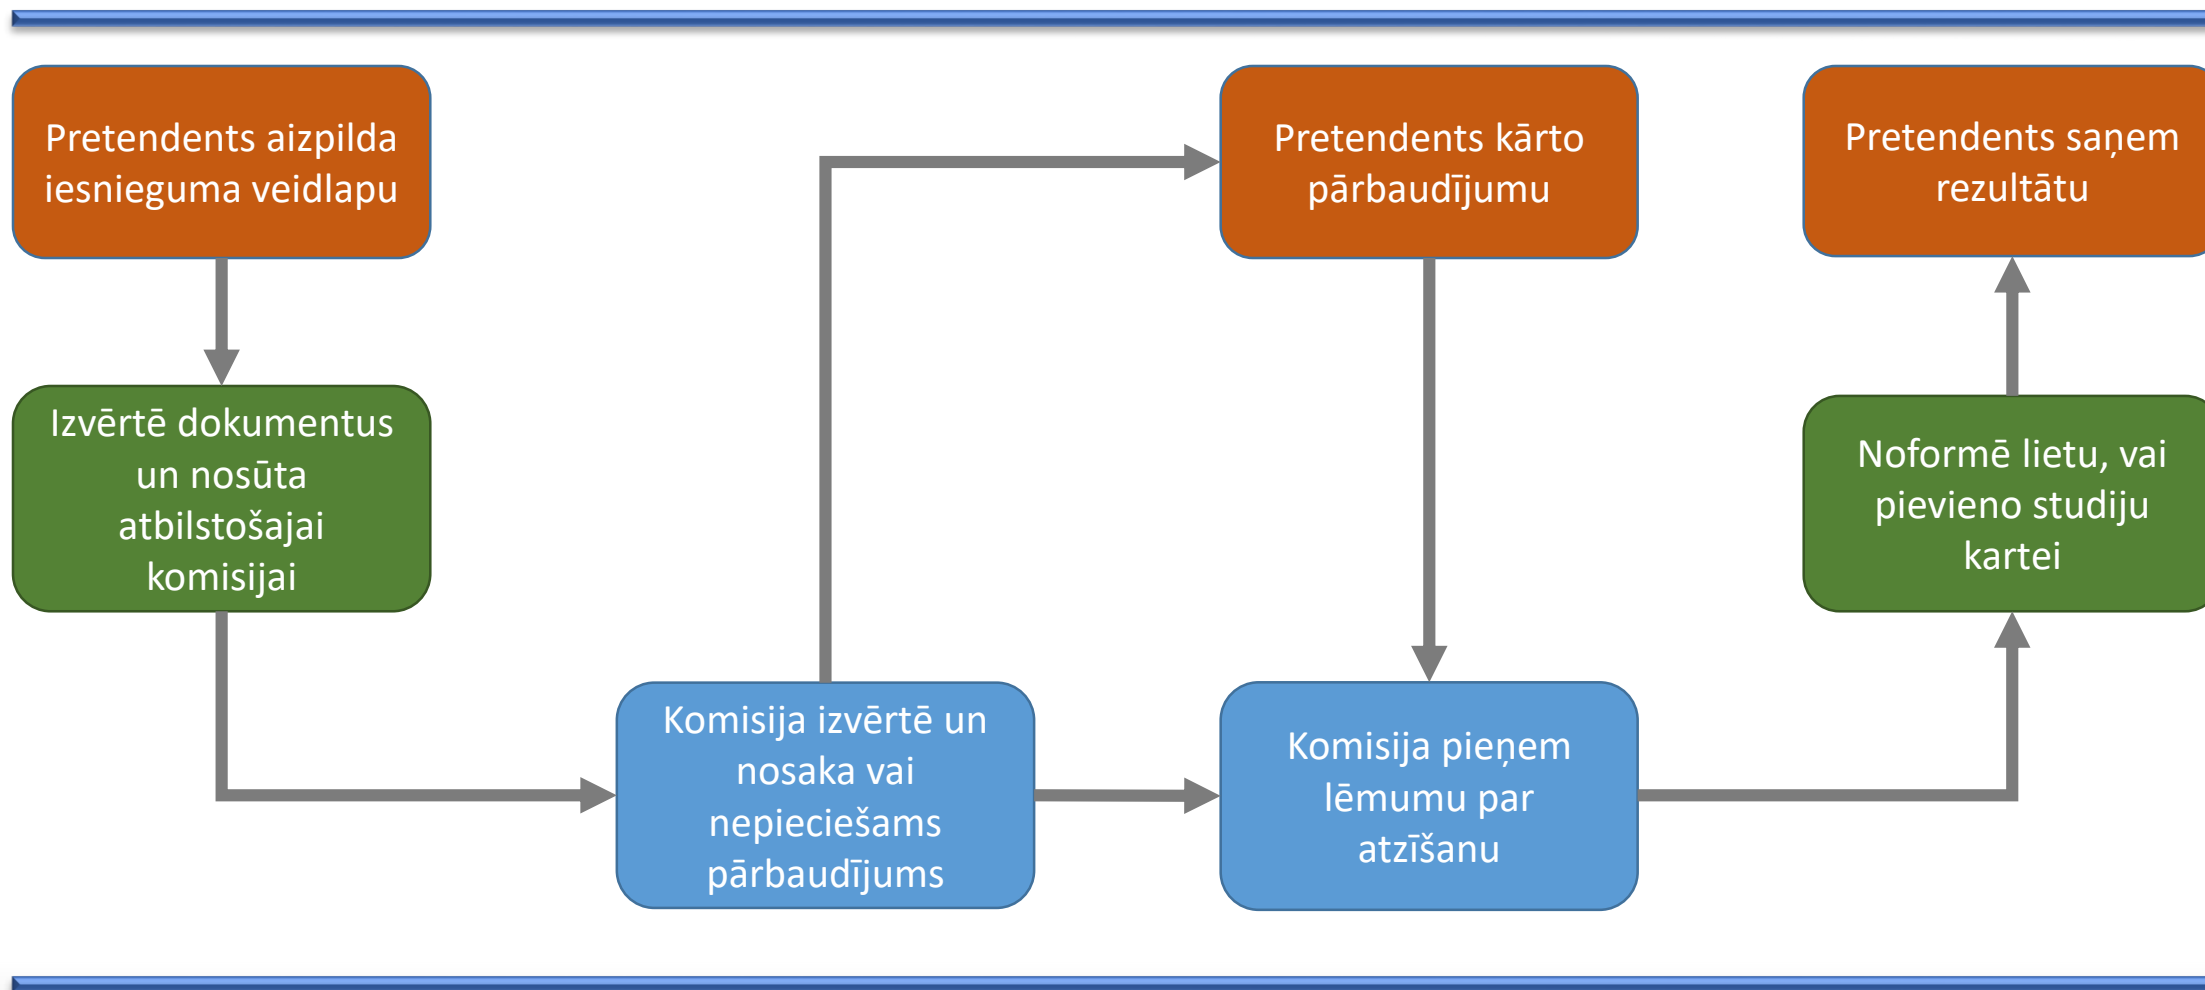 Pretendents aizpilda
iesnieguma veidlapu
Pretendents kārto
pārbaudījumu
Pretendents saņem
rezultātu
Izvērtē dokumentus
un nosūta
atbilstošajai
komisijai
Noformē lietu, vai
pievieno studiju
kartei
Komisija izvērtē un
nosaka vai
nepieciešams
pārbaudījums
Komisija pieņem
lēmumu par
atzīšanu